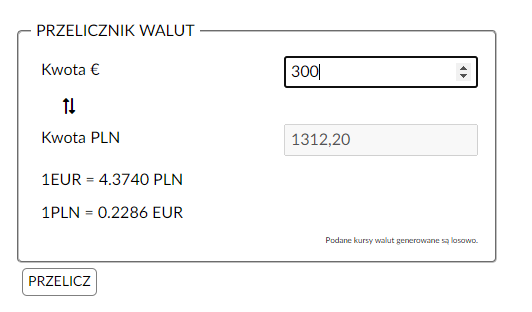 PRZELICZNIK WALUT
Kwota € 300
Kwota PLN 1312,20
1EUR = 4.3740 PLN
1PLN = 0.2286 EUR
Podane kursy walut generowane są losowo.
PRZELICZ